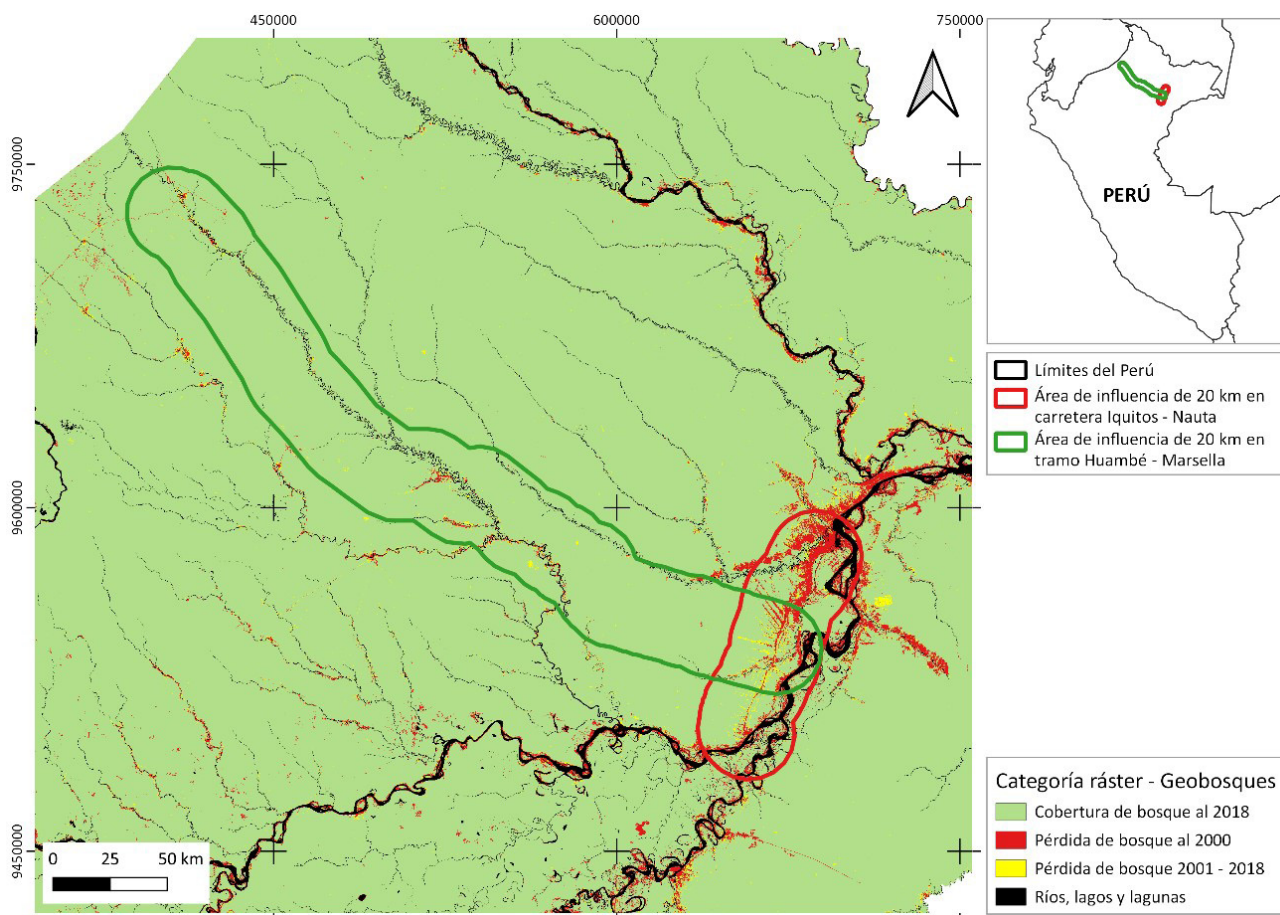 450000
600000
750000
9750000
9600000
9450000
0 25 50 km
PERÚ
Límites del Perú
Área de influencia de 20 km en
carretera Iquitos - Nauta
Área de influencia de 20 km en
tramo Huambé - Marsella
Categoría ráster - Geobosques
Cobertura de bosque al 2018
Pérdida de bosque al 2000
Pérdida de bosque 2001 - 2018
Ríos, lagos y lagunas